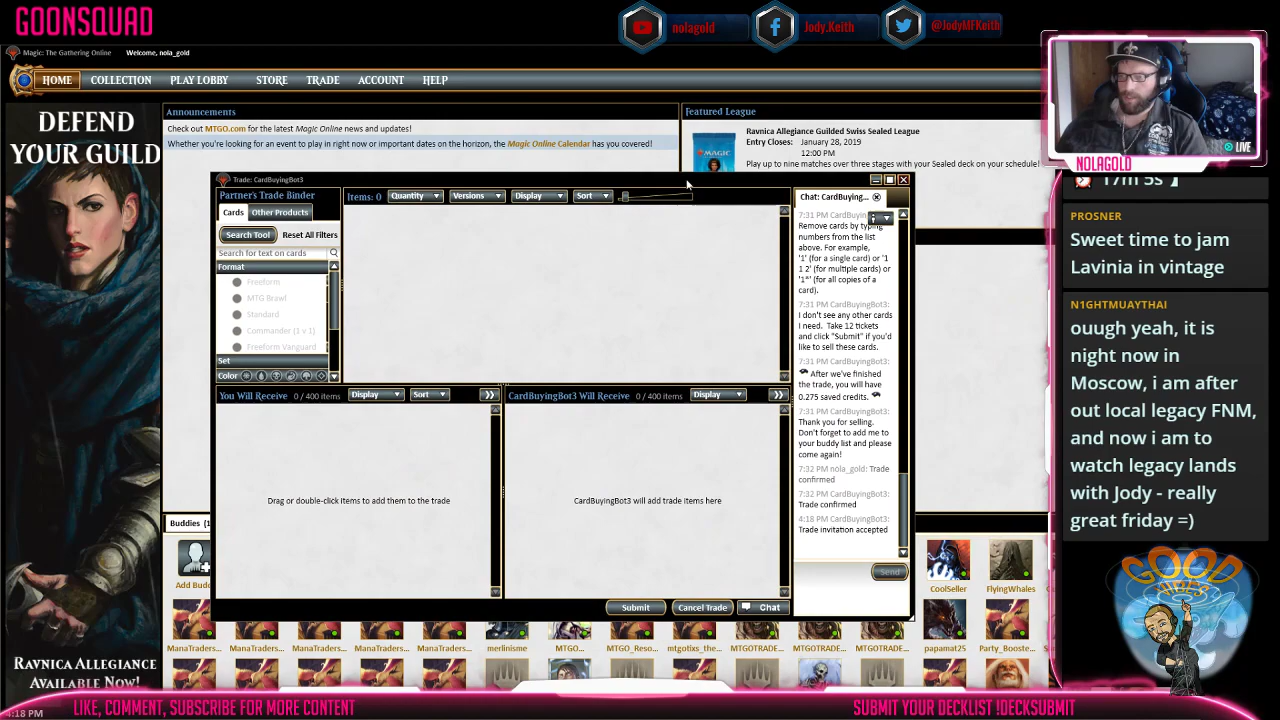 GOONSQUAD
nolagold
Jody.Keith
@JodyMFKeith
Magic: The Gathering Online
Welcome, nola_gold
HOME
COLLECTION
PLAY LOBBY
STORE
TRADE
ACCOUNT
HELP
LIVE
NOLAGOLD
DEFEND
YOUR GUILD
RAVNICA ALLEGIANCE
AVAILABLE NOW!
Announcements
Check out MTGO.com for the latest Magic Online news and updates!
Whether you're looking for an event to play in right now or important dates on the horizon, the Magic Online Calendar has you covered!
Featured League
MAGIC
Ravnica Allegiance Guilded Swiss Sealed League
Entry Closes: January 28, 2019
12:00 PM
Play up to nine matches over three stages with your Sealed deck on your schedule!
Trade: CardBuyingBot3
Partner's Trade Binder
Cards
Other Products
Search Tool
Reset All Filters
Search for text on cards
Format
Freeform
MTG Brawl
Standard
Commander (1 v 1)
Freeform Vanguard
Set
Color
Items: 0
Quantity
Versions
Display
Sort
You Will Receive 0 / 400 items
Display
Sort
Drag or double-click items to add them to the trade
CardBuyingBot3 Will Receive 0 / 400 items
Display
CardBuyingBot3 will add trade items here
Submit
Cancel Trade
Chat
Chat: CardBuying...
7:31 PM CardBuyin
Remove cards by typing
numbers from the list
above. For example,
'1' (for a single card) or '1
1 2' (for multiple cards) or
'1*' (for all copies of a
card).
7:31 PM CardBuyingBot3:
I don't see any other cards
I need. Take 12 tickets
and click "Submit" if you'd
like to sell these cards.
7:31 PM CardBuyingBot3:
After we've finished
the trade, you will have
0.275 saved credits.
7:31 PM CardBuyingBot3:
Thank you for selling.
Don't forget to add me to
your buddy list and please
come again!
7:32 PM nola_gold: Trade
confirmed
7:32 PM CardBuyingBot3:
Trade confirmed
4:18 PM CardBuyingBot3:
Trade invitation accepted
Send
Buddies (1
Add Budd
CoolSeller
FlyingWhales
ManaTraders...
ManaTraders...
ManaTraders...
ManaTraders...
ManaTraders...
merlinisme
MTGO...
MTGO_Reso...
mtgotixs_the...
MTGOTRADE...
MTGOTRADE...
MTGOTRADE...
papamat25
Party_Booste...
17m 5s
PROSNER
Sweet time to jam
Lavinia in vintage
N1GHTMUAYTHAI
ouugh yeah, it is
night now in
Moscow, i am after
out local legacy FNM,
and now i am to
watch legacy lands
with Jody - really
great friday =)
GOOD
VIBES
4:18 PM
LIKE, COMMENT, SUBSCRIBE FOR MORE CONTENT
SUBMIT YOUR DECKLIST !DECKSUBMIT